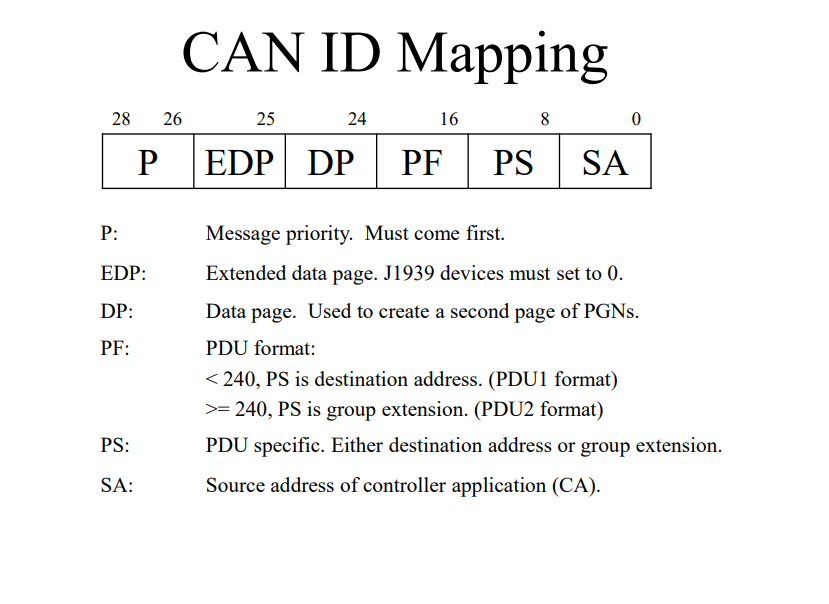 CAN ID Mapping
28 26 25 24 16 8 0
P EDP DP PF PS SA
P: Message priority. Must come first.
EDP: Extended data page. J1939 devices must set to 0.
DP: Data page. Used to create a second page of PGNs.
PF: PDU format:
< 240, PS is destination address. (PDU1 format)
>= 240, PS is group extension. (PDU2 format)
PS: PDU specific. Either destination address or group extension.
SA: Source address of controller application (CA).